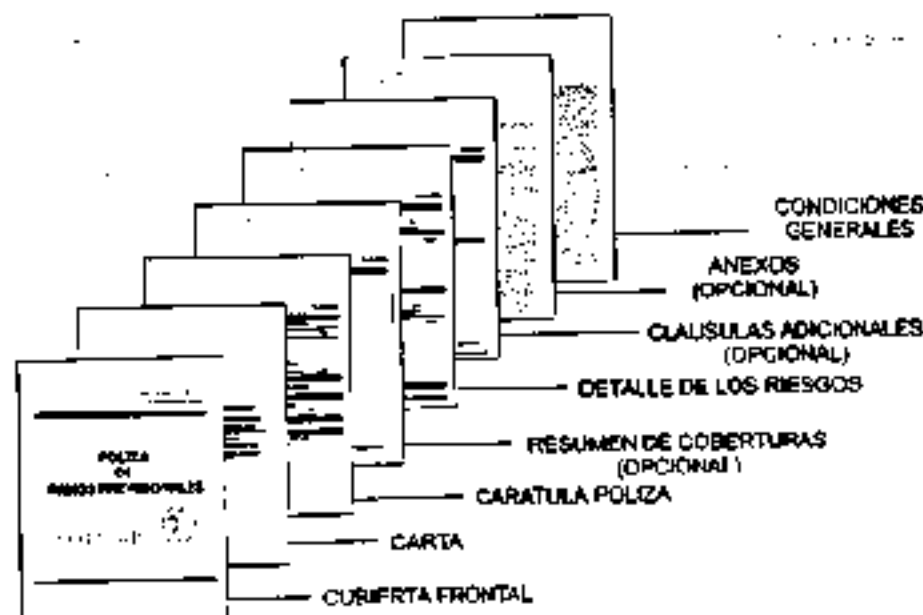 CONDICIONES
GENERALES
ANEXOS
(OPCIONAL)
CLAUSULAS ADICIONALES
(OPCIONAL)
DETALLE DE LOS RIESGOS
RESUMEN DE COBERTURAS
(OPCIONAL)
CARATULA POLIZA
CARTA
CUBIERTA FRONTAL
POLIZA
DE
RAMOS